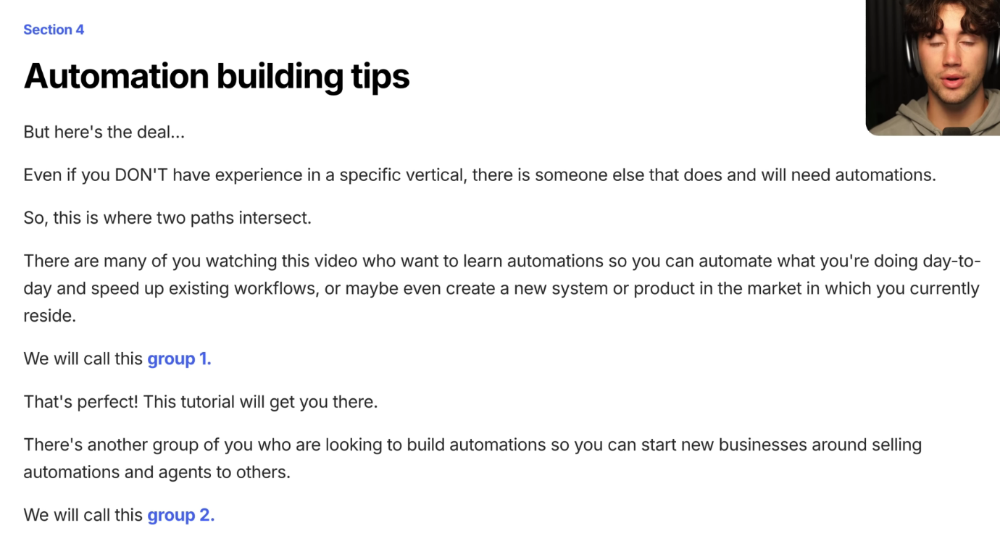 Section 4
Automation building tips
But here's the deal...
Even if you DON'T have experience in a specific vertical, there is someone else that does and will need automations.
So, this is where two paths intersect.
There are many of you watching this video who want to learn automations so you can automate what you're doing day-to-
day and speed up existing workflows, or maybe even create a new system or product in the market in which you currently
reside.
We will call this group 1.
That's perfect! This tutorial will get you there.
There's another group of you who are looking to build automations so you can start new businesses around selling
automations and agents to others.
We will call this group 2.